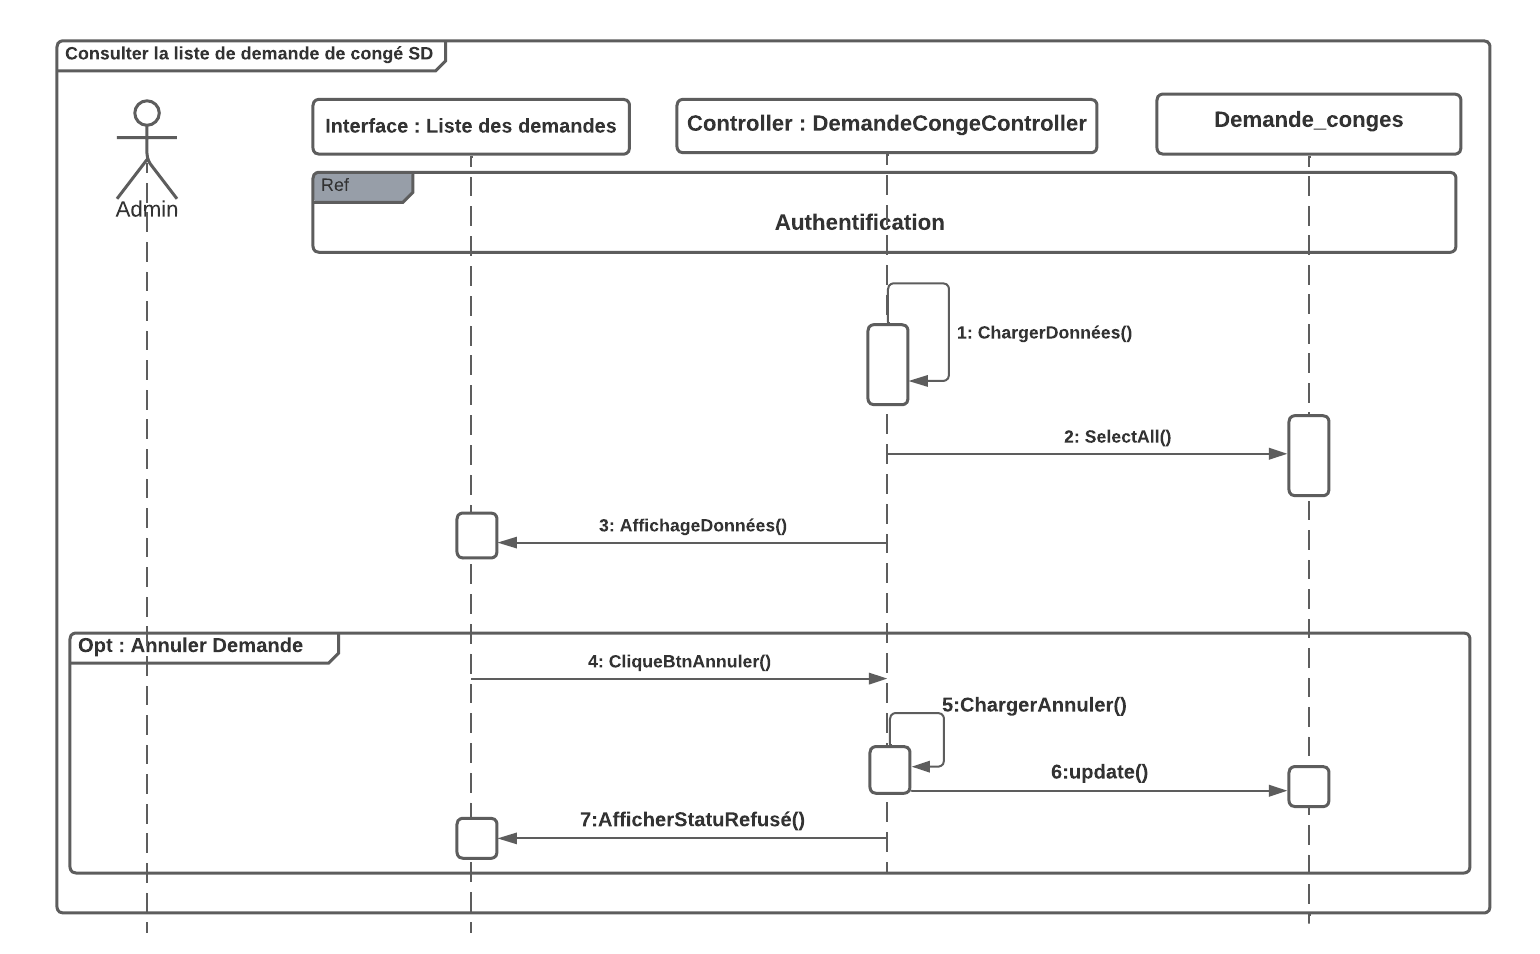 Consulter la liste de demande de congé SD
Interface : Liste des demandes
Controller : DemandeCongeController
Demande_conges
Admin
Ref
Authentification
1: ChargerDonnées()
2: SelectAll()
3: AffichageDonnées()
Opt : Annuler Demande
4: CliqueBtnAnnuler()
5:ChargerAnnuler()
6:update()
7:AfficherStatuRefusé()